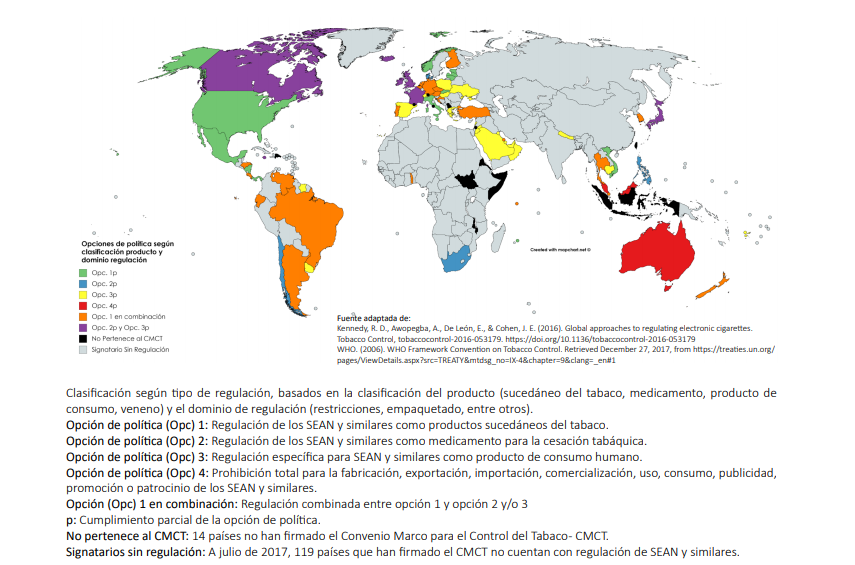 Opciones de política según
clasificación producto y
dominio regulación
Opc. 1p
Opc. 2p
Opc. 3p
Opc. 4p
Opc. 1 en combinación
Opc. 2p y Opc. 3p
No Pertenece al CMCT
Signatario Sin Regulación
Created with mapchart.net ©
Fuente adaptada de:
Kennedy, R. D., Awopegba, A., De León, E., & Cohen, J. E. (2016). Global approaches to regulating electronic cigarettes.
Tobacco Control, tobaccocontrol-2016-053179. https://doi.org/10.1136/tobaccocontrol-2016-053179
WHO. (2006). WHO Framework Convention on Tobacco Control. Retrieved December 27, 2017, from https://treaties.un.org/
pages/ViewDetails.aspx?src=TREATY&mtdsg_no=IX-4&chapter=9&clang=_en#1
Clasificación según tipo de regulación, basados en la clasificación del producto (sucedáneo del tabaco, medicamento, producto de
consumo, veneno) y el dominio de regulación (restricciones, empaquetado, entre otros).
Opción de política (Opc) 1: Regulación de los SEAN y similares como productos sucedáneos del tabaco.
Opción de política (Opc) 2: Regulación de los SEAN y similares como medicamento para la cesación tabáquica.
Opción de política (Opc) 3: Regulación específica para SEAN y similares como producto de consumo humano.
Opción de política (Opc) 4: Prohibición total para la fabricación, exportación, importación, comercialización, uso, consumo, publicidad,
promoción o patrocinio de los SEAN y similares.
Opción (Opc) 1 en combinación: Regulación combinada entre opción 1 y opción 2 y/o 3
p: Cumplimiento parcial de la opción de política.
No pertenece al CMCT: 14 países no han firmado el Convenio Marco para el Control del Tabaco- CMCT.
Signatarios sin regulación: A julio de 2017, 119 países que han firmado el CMCT no cuentan con regulación de SEAN y similares.